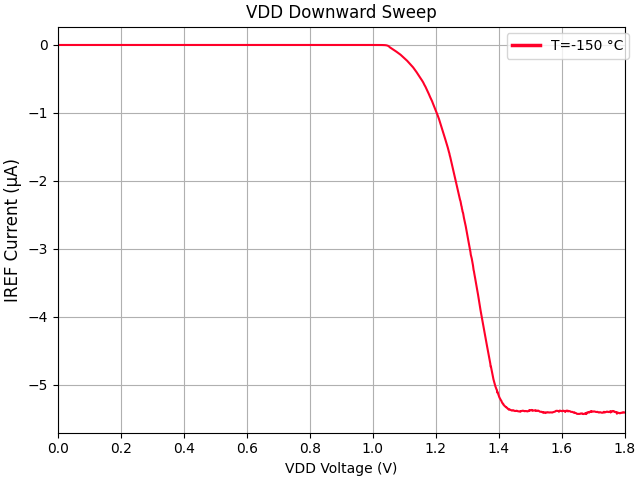 VDD Downward Sweep
T=-150 °C
IREF Current (μA)
0
−1
−2
−3
−4
−5
0.0 0.2 0.4 0.6 0.8 1.0 1.2 1.4 1.6 1.8
VDD Voltage (V)